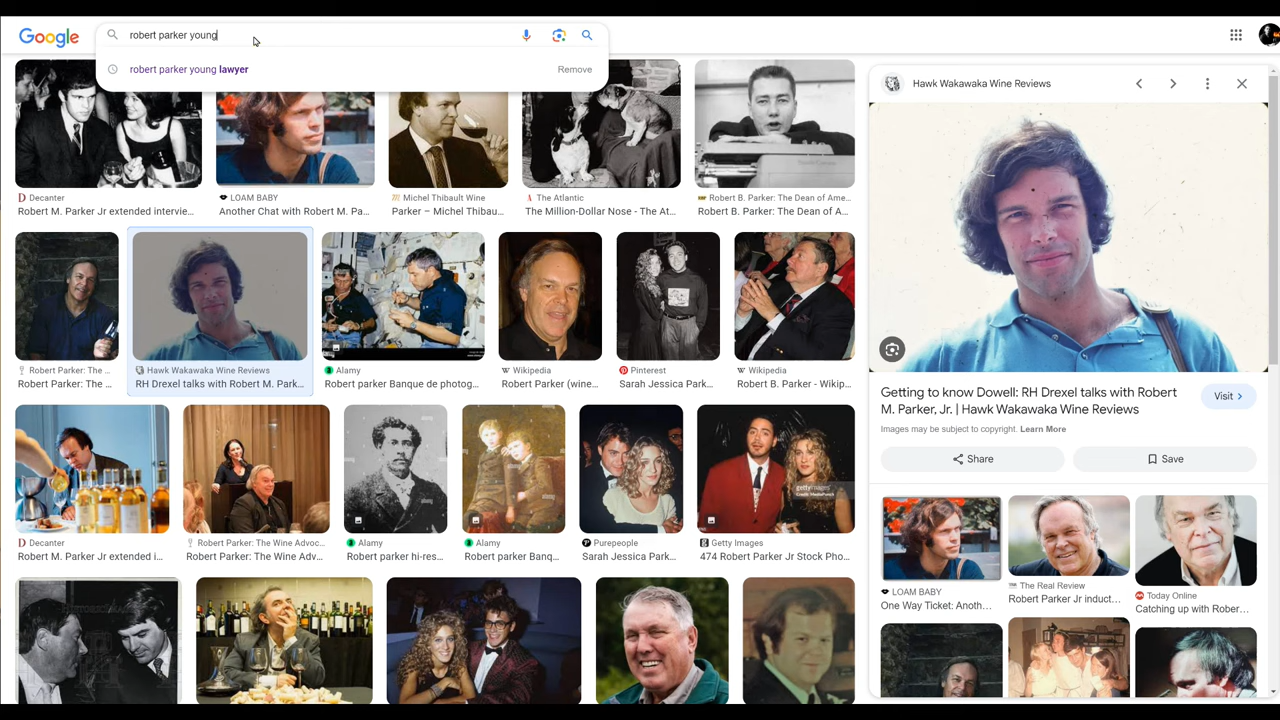 Google
robert parker young
robert parker young lawyer
Remove
Decanter
Robert M. Parker Jr extended intervie...
LOAM BABY
Another Chat with Robert M. Pa...
Michel Thibault Wine
Parker – Michel Thibau...
The Atlantic
The Million-Dollar Nose - The At...
Robert B. Parker: The Dean of Ame...
Robert B. Parker: The Dean of A...
Robert Parker: The ...
Robert Parker: The ...
Hawk Wakawaka Wine Reviews
RH Drexel talks with Robert M. Park...
Alamy
Robert parker Banque de photog...
Wikipedia
Robert Parker (wine...
Pinterest
Sarah Jessica Park...
Wikipedia
Robert B. Parker - Wikip...
Decanter
Robert M. Parker Jr extended i...
Robert Parker: The Wine Advoc...
Robert Parker: The Wine Adv...
Alamy
Robert parker hi-res...
Alamy
Robert parker Banq...
Purepeople
Sarah Jessica Park...
gettyimages
Credit: MediaPunch
Getty Images
474 Robert Parker Jr Stock Pho...
Hawk Wakawaka Wine Reviews
Getting to know Dowell: RH Drexel talks with Robert
M. Parker, Jr. | Hawk Wakawaka Wine Reviews
Visit
Images may be subject to copyright. Learn More
Share
Save
LOAM BABY
One Way Ticket: Anoth...
The Real Review
Robert Parker Jr induct...
Today Online
Catching up with Rober...